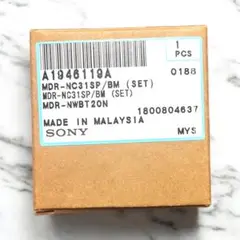 1
PCS
A1946119A 0188
MDR-NC31SP/BM (SET)
MDR-NC31SP/BM (SET)
MDR-NWBT20N
1800804637
MADE IN MALAYSIA
SONY MYS